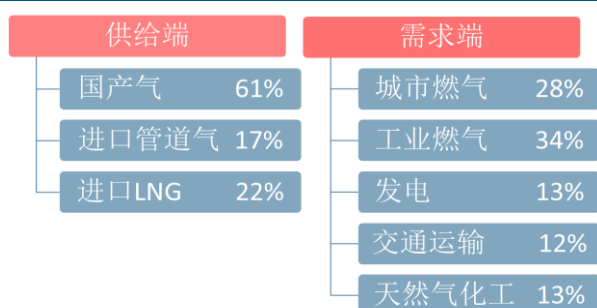 供给端
国产气 61%
进口管道气 17%
进口LNG 22%
需求端
城市燃气 28%
工业燃气 34%
发电 13%
交通运输 12%
天然气化工 13%